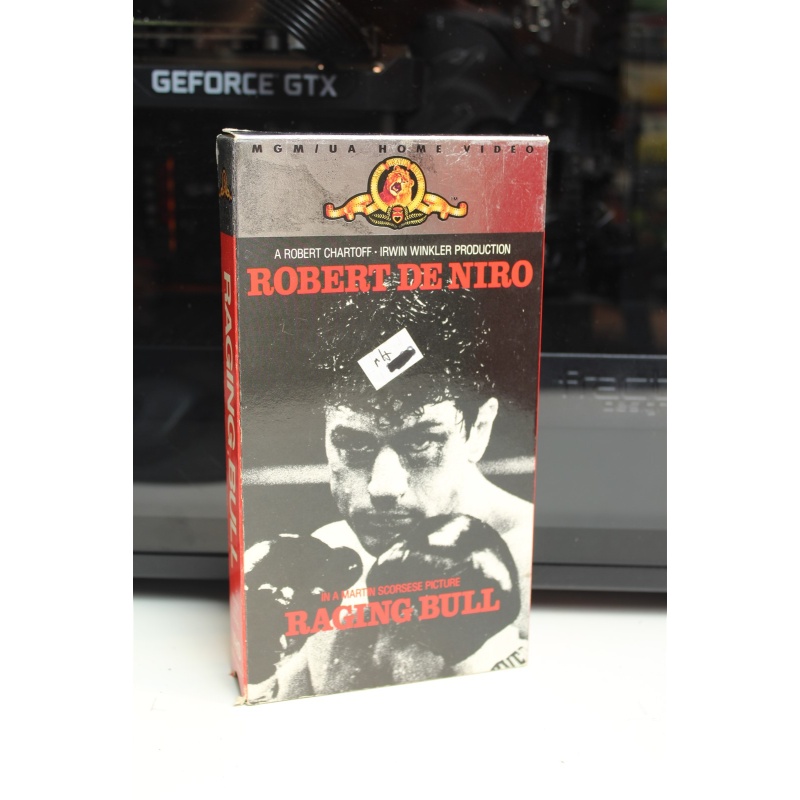 GEFORCE GTX
MGM/UA HOME VIDEO
A ROBERT CHARTOFF · IRWIN WINKLER PRODUCTION
ROBERT DE NIRO
IN A MARTIN SCORSESE PICTURE
RAGING BULL
RAGING BULL